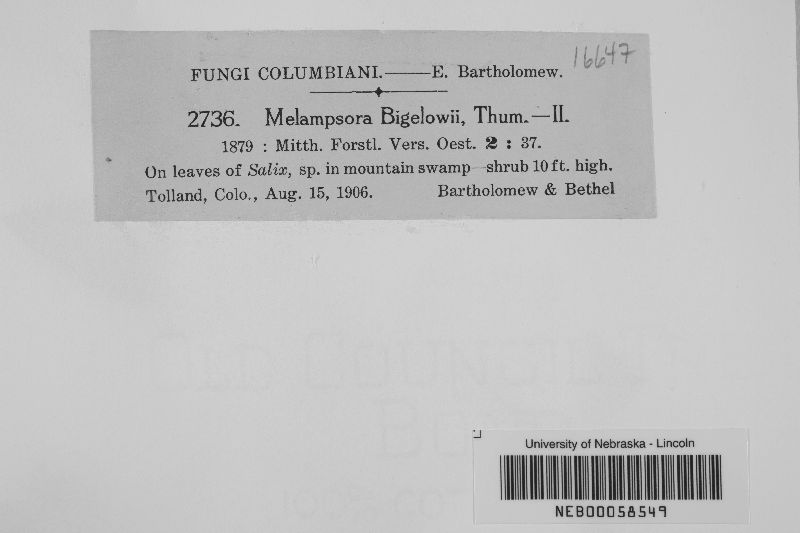 16647
FUNGI COLUMBIANI.——E. Bartholomew.
2736. Melampsora Bigelowii, Thum.—II.
1879 : Mitth. Forstl. Vers. Oest. 2 : 37.
On leaves of Salix, sp. in mountain swamp—shrub 10 ft. high.
Tolland, Colo., Aug. 15, 1906. Bartholomew & Bethel
OLD COUNCIL
University of Nebraska - Lincoln
NEB00058549